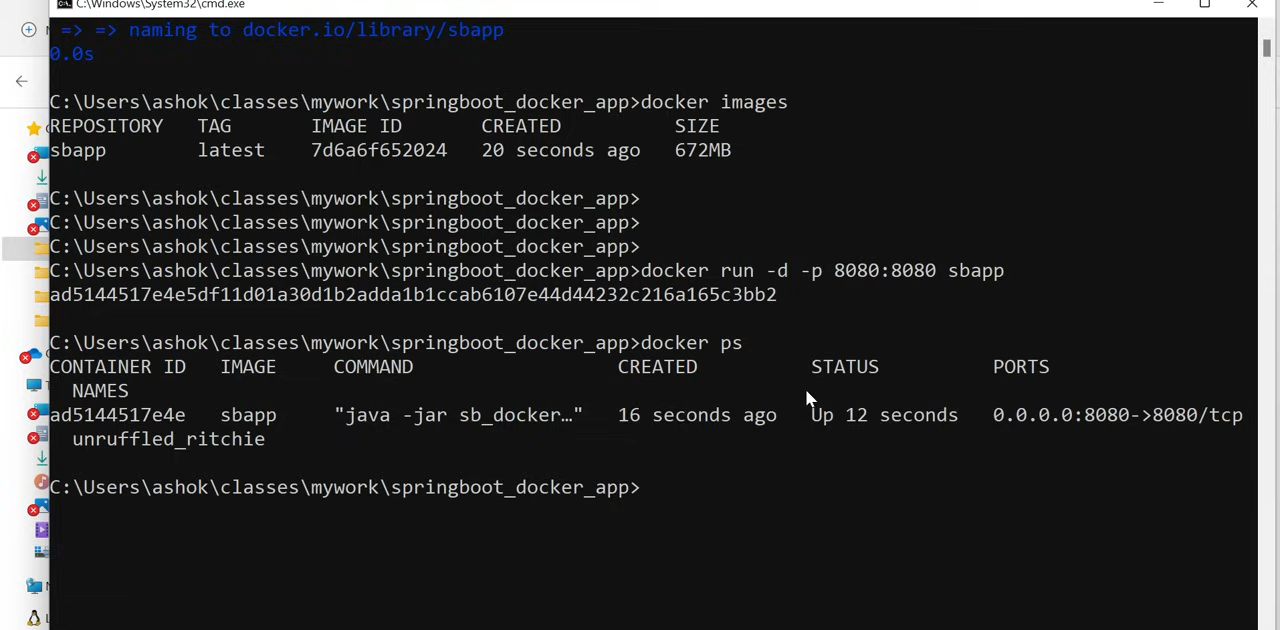 C:\Windows\System32\cmd.exe
=> => naming to docker.io/library/sbapp
0.0s
C:\Users\ashok\classes\mywork\springboot_docker_app>docker images
REPOSITORY TAG IMAGE ID CREATED SIZE
sbapp latest 7d6a6f652024 20 seconds ago 672MB
C:\Users\ashok\classes\mywork\springboot_docker_app>
C:\Users\ashok\classes\mywork\springboot_docker_app>
C:\Users\ashok\classes\mywork\springboot_docker_app>
C:\Users\ashok\classes\mywork\springboot_docker_app>docker run -d -p 8080:8080 sbapp
ad5144517e4e5df11d01a30d1b2adda1b1ccab6107e44d44232c216a165c3bb2
C:\Users\ashok\classes\mywork\springboot_docker_app>docker ps
CONTAINER ID IMAGE COMMAND CREATED STATUS PORTS
NAMES
ad5144517e4e sbapp "java -jar sb_docker…" 16 seconds ago Up 12 seconds 0.0.0.0:8080->8080/tcp
unruffled_ritchie
C:\Users\ashok\classes\mywork\springboot_docker_app>